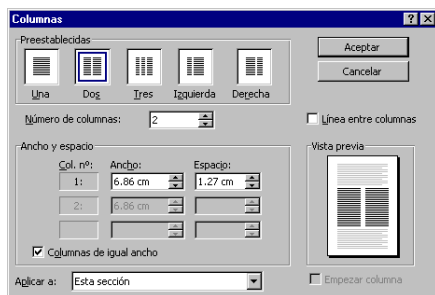 Columnas
Preestablecidas
Aceptar
Cancelar
Una Dos Tres Izquierda Derecha
Número de columnas: 2
Línea entre columnas
Ancho y espacio
Vista previa
Col. nº: Ancho: Espacio:
1: 6.86 cm 1.27 cm
2: 6.86 cm
Columnas de igual ancho
Aplicar a: Esta sección
Empezar columna